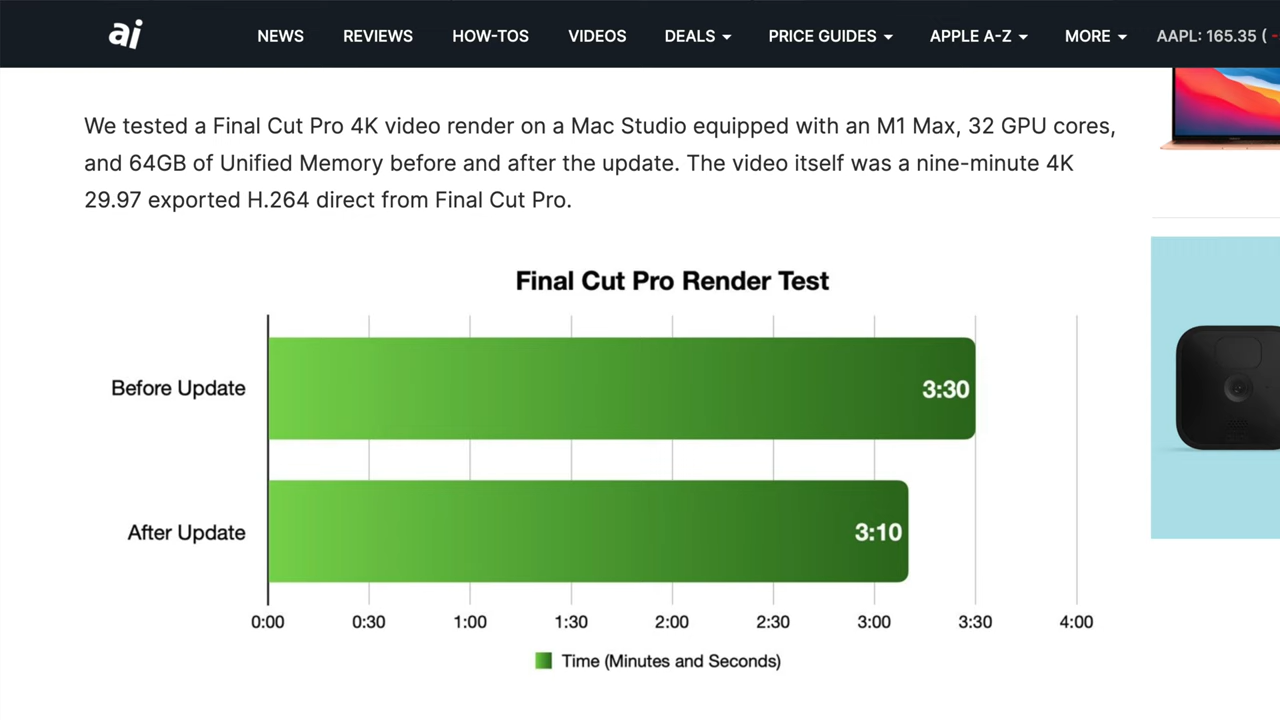 ai NEWS REVIEWS HOW-TOS VIDEOS DEALS PRICE GUIDES APPLE A-Z MORE AAPL: 165.35 ( -
We tested a Final Cut Pro 4K video render on a Mac Studio equipped with an M1 Max, 32 GPU cores,
and 64GB of Unified Memory before and after the update. The video itself was a nine-minute 4K
29.97 exported H.264 direct from Final Cut Pro.
Final Cut Pro Render Test
Before Update 3:30
After Update 3:10
0:00 0:30 1:00 1:30 2:00 2:30 3:00 3:30 4:00
Time (Minutes and Seconds)